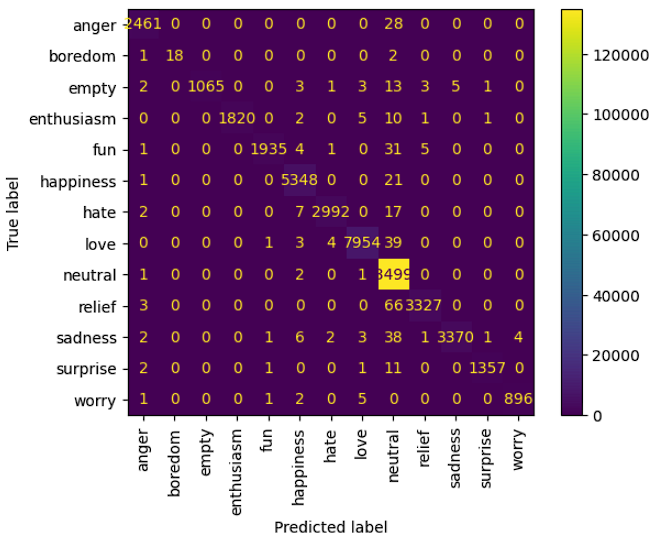 anger 2461 0 0 0 0 0 0 0 28 0 0 0 0
boredom 1 18 0 0 0 0 0 0 2 0 0 0 0
empty 2 0 1065 0 0 3 1 3 13 3 5 1 0
enthusiasm 0 0 0 1820 0 2 0 5 10 1 0 1 0
fun 1 0 0 0 1935 4 1 0 31 5 0 0 0
happiness 1 0 0 0 0 5348 0 0 21 0 0 0 0
hate 2 0 0 0 0 7 2992 0 17 0 0 0 0
love 0 0 0 0 1 3 4 7954 39 0 0 0 0
neutral 1 0 0 0 0 2 0 1 0 0 0 0
relief 3 0 0 0 0 0 0 0 66 3327 0 0 0
sadness 2 0 0 0 1 6 2 3 38 1 3370 1 4
surprise 2 0 0 0 1 0 0 1 11 0 0 1357 0
worry 1 0 0 0 1 2 0 5 0 0 0 0 896
anger boredom empty enthusiasm fun happiness hate love neutral relief sadness surprise worry
Predicted label
True label
120000
100000
80000
60000
40000
20000
0